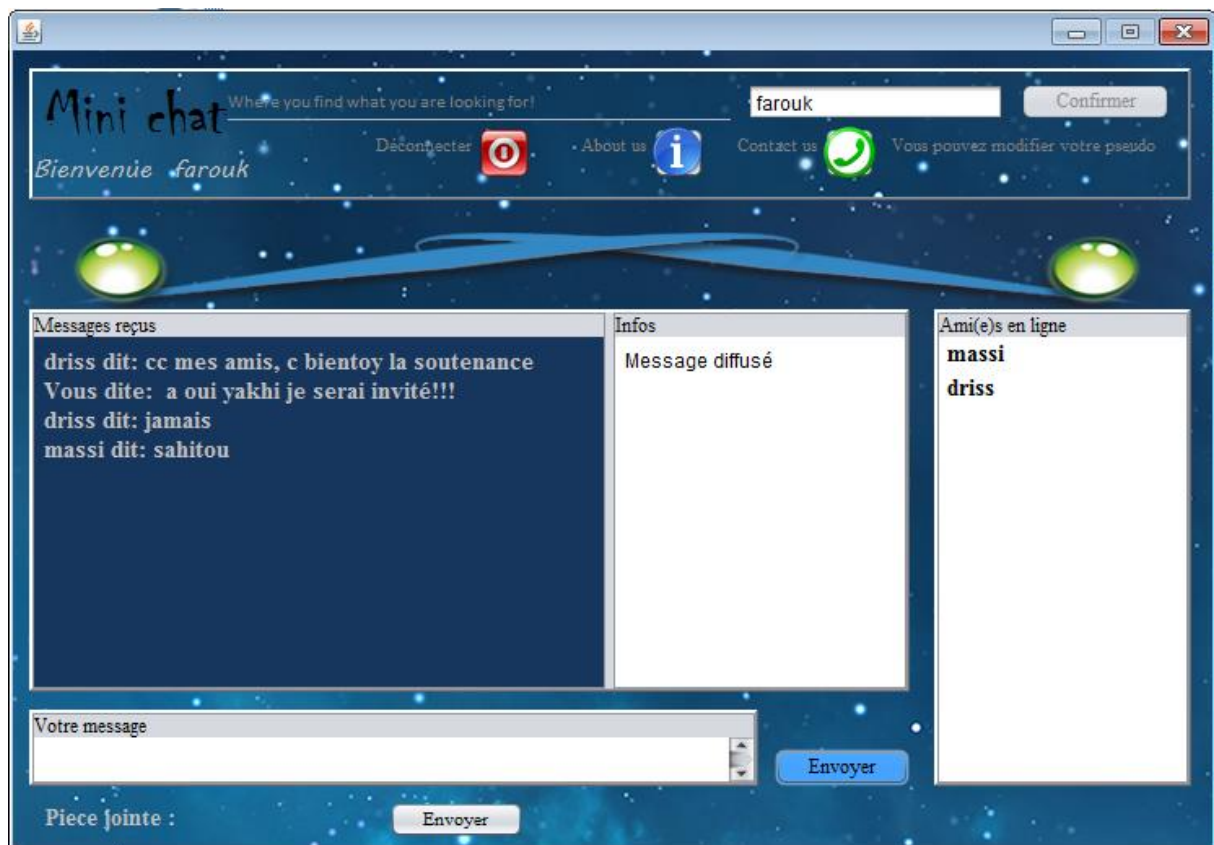 Mini chat
Where you find what you are looking for!
farouk
Confirmer
Déconnecter
About us
Contact us
Vous pouvez modifier votre pseudo
Bienvenue farouk
Messages reçus
driss dit: cc mes amis, c bientoy la soutenance
Vous dite: a oui yakhi je serai invité!!!
driss dit: jamais
massi dit: sahitou
Infos
Message diffusé
Ami(e)s en ligne
massi
driss
Votre message
Envoyer
Piece jointe :
Envoyer